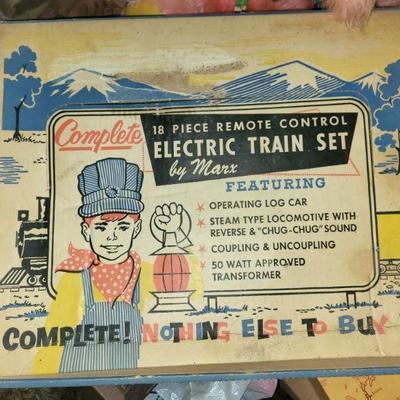 Complete
18 PIECE REMOTE CONTROL
ELECTRIC TRAIN SET
by Marx
FEATURING
★ OPERATING LOG CAR
★ STEAM TYPE LOCOMOTIVE WITH
REVERSE & "CHUG-CHUG" SOUND
★ COUPLING & UNCOUPLING
★ 50 WATT APPROVED
TRANSFORMER
COMPLETE! NOTHING ELSE TO BUY